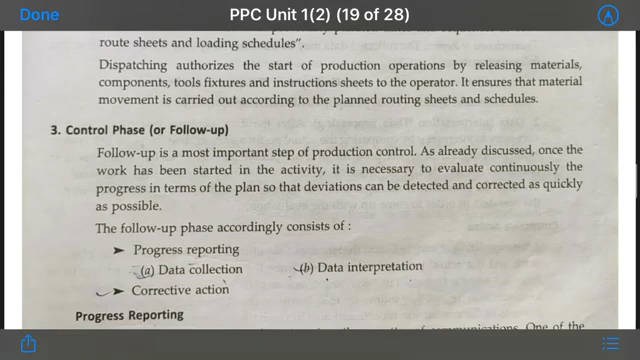 Done
PPC Unit 1(2) (19 of 28)
route sheets and loading schedules".
Dispatching authorizes the start of production operations by releasing materials,
components, tools fixtures and instructions sheets to the operator. It ensures that material
movement is carried out according to the planned routing sheets and schedules.
3. Control Phase (or Follow-up)
Follow-up is a most important step of production control. As already discussed, once the
work has been started in the activity, it is necessary to evaluate continuously the
progress in terms of the plan so that deviations can be detected and corrected as quickly
as possible.
The follow-up phase accordingly consists of :
➤ Progress reporting
(a) Data collection (b) Data interpretation
➤ Corrective action
Progress Reporting
of communications. One of the